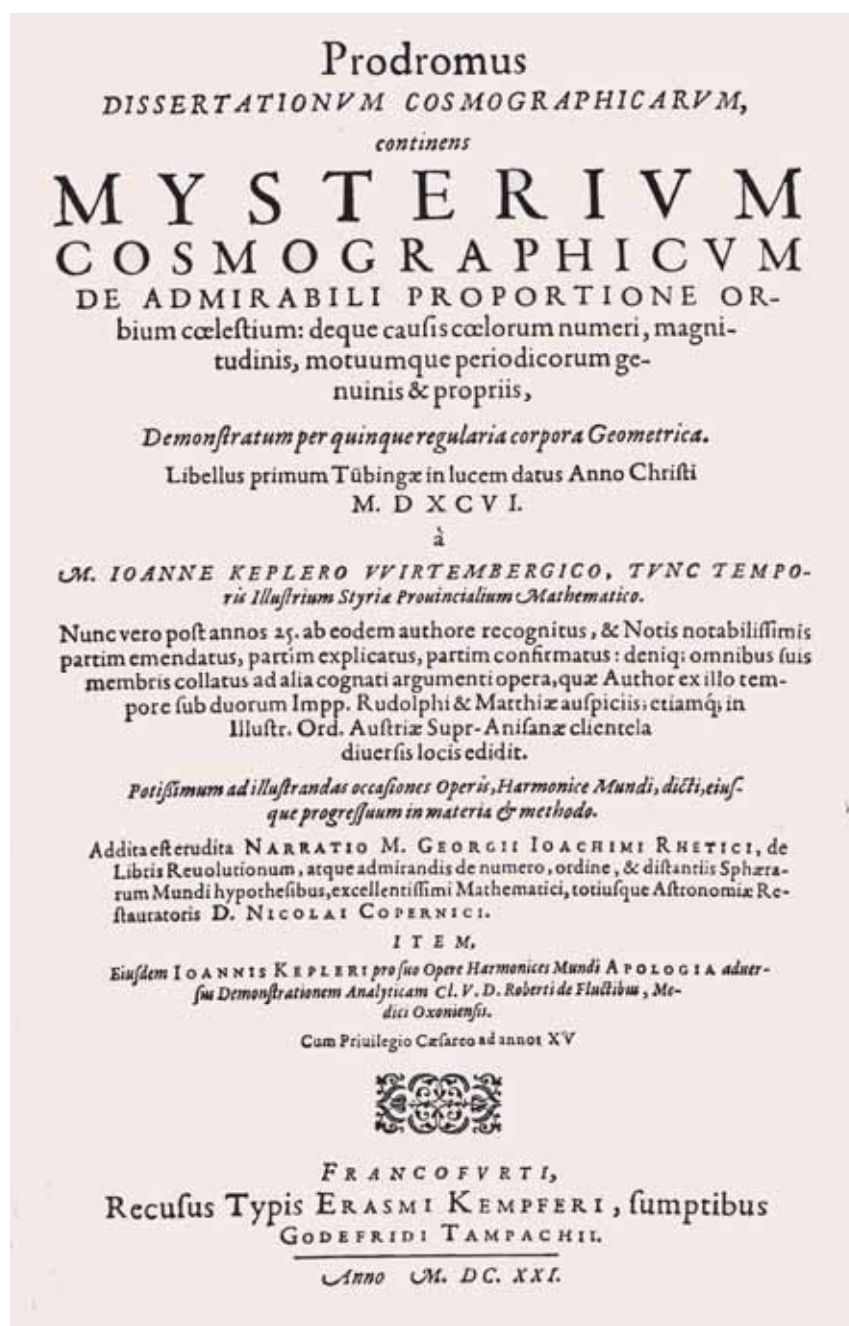 Prodromus
DISSERTATIONVM COSMOGRAPHICARVM,
continens
MYSTERIVM
COSMOGRAPHICVM
DE ADMIRABILI PROPORTIONE OR-
bium cœleſtium: deque cauſis cœlorum numeri, magni-
tudinis, motuumque periodicorum ge-
nuinis & propriis,
Demonſtratum per quinque regularia corpora Geometrica.
Libellus primum Tübingæ in lucem datus Anno Chriſti
M. D XCVI.
à
M. IOANNE KEPLERO VVIRTEMBERGICO, TVNC TEMPO-
ris Illuſtrium Styriæ Prouincialium Mathematico.
Nunc vero poſt annos 25. ab eodem authore recognitus, & Notis notabiliſſimis
partim emendatus, partim explicatus, partim confirmatus: deniq; omnibus ſuis
membris collatus ad alia cognati argumenti opera, quæ Author ex illo tem-
pore ſub duorum Impp. Rudolphi & Matthiæ auſpiciis; etiamq́; in
Illuſtr. Ord. Auſtriæ Supr-Aniſanæ clientela
diuerſis locis edidit.
Potiſſimum ad illuſtrandas occaſiones Operis, Harmonice Mundi, dicti, eiuſ-
que progreſſuum in materia & methodo.
Addita eſt erudita NARRATIO M. GEORGII IOACHIMI RHETICI, de
Libris Reuolutionum, atque admirandis de numero, ordine, & diſtantiis Sphæra-
rum Mundi hypotheſibus, excellentiſſimi Mathematici, totiuſque Aſtronomiæ Re-
ſtauratoris D. NICOLAI COPERNICI.
ITEM,
Eiuſdem IOANNIS KEPLERI pro ſuo Opere Harmonices Mundi APOLOGIA aduer-
ſus Demonſtrationem Analyticam Cl. V. D. Roberti de Fluctibus, Me-
dici Oxonienſis.
Cum Priuilegio Cæſareo ad annos XV
FRANCOFVRTI,
Recuſus Typis ERASMI KEMPFERI, ſumptibus
GODEFRIDI TAMPACHII.
Anno M. DC. XXI.